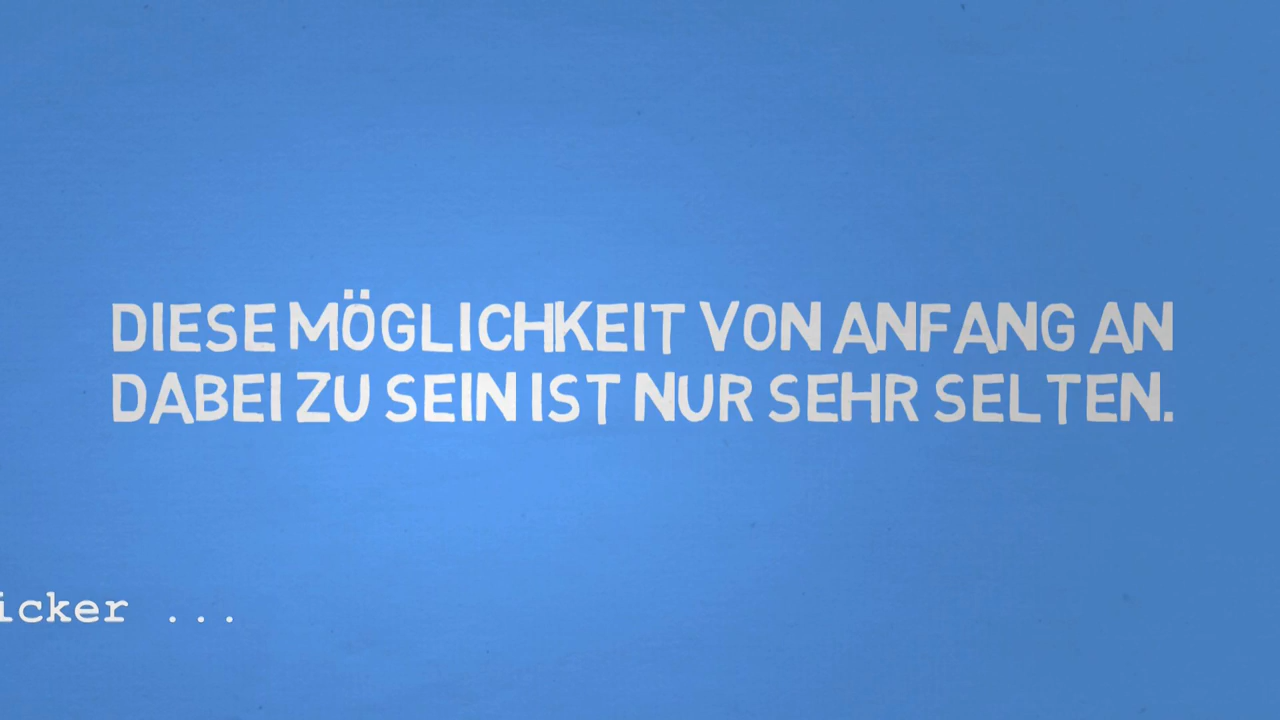 DIESE MÖGLICHKEIT VON ANFANG AN
DABEI ZU SEIN IST NUR SEHR SELTEN.
icker ...